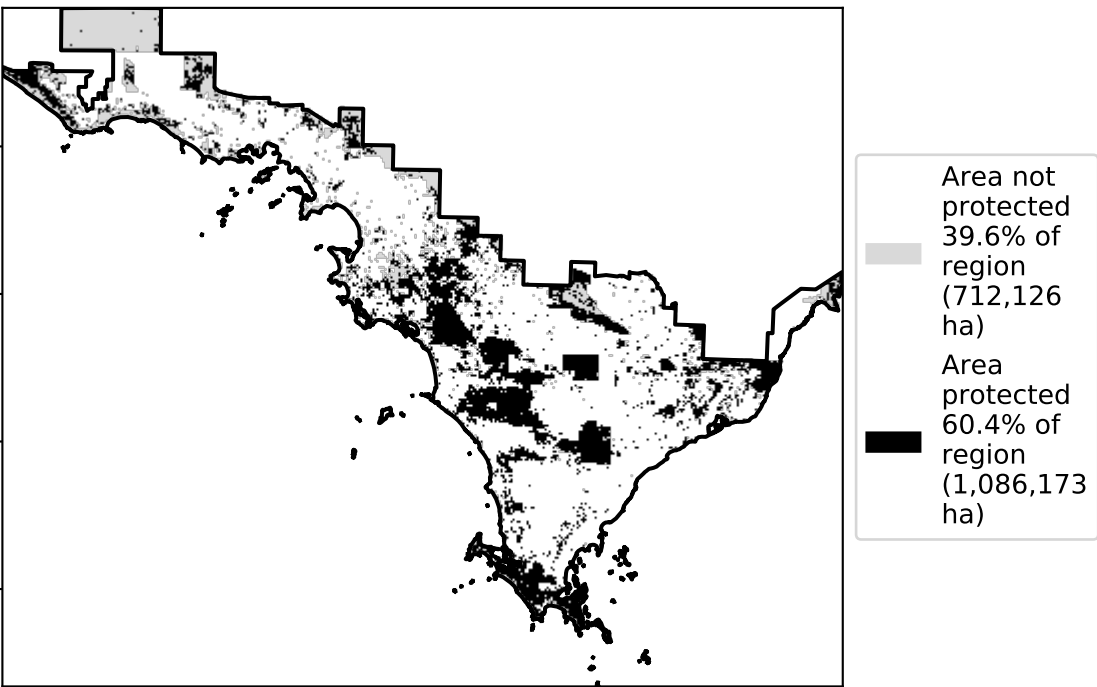 Area not
protected
39.6% of
region
(712,126
ha)
Area
protected
60.4% of
region
(1,086,173
ha)